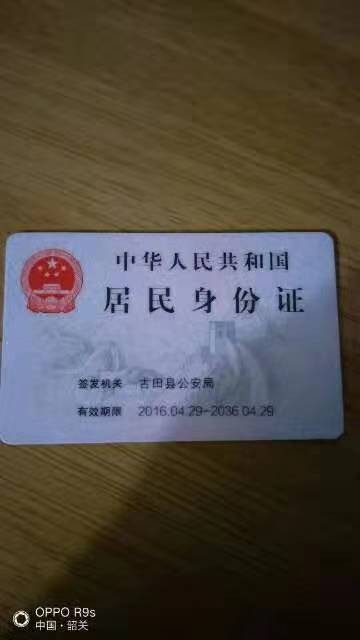 中华人民共和国
居民身份证
签发机关 古田县公安局
有效期限 2016.04.29-2036.04.29
OPPO R9s
中国·韶关